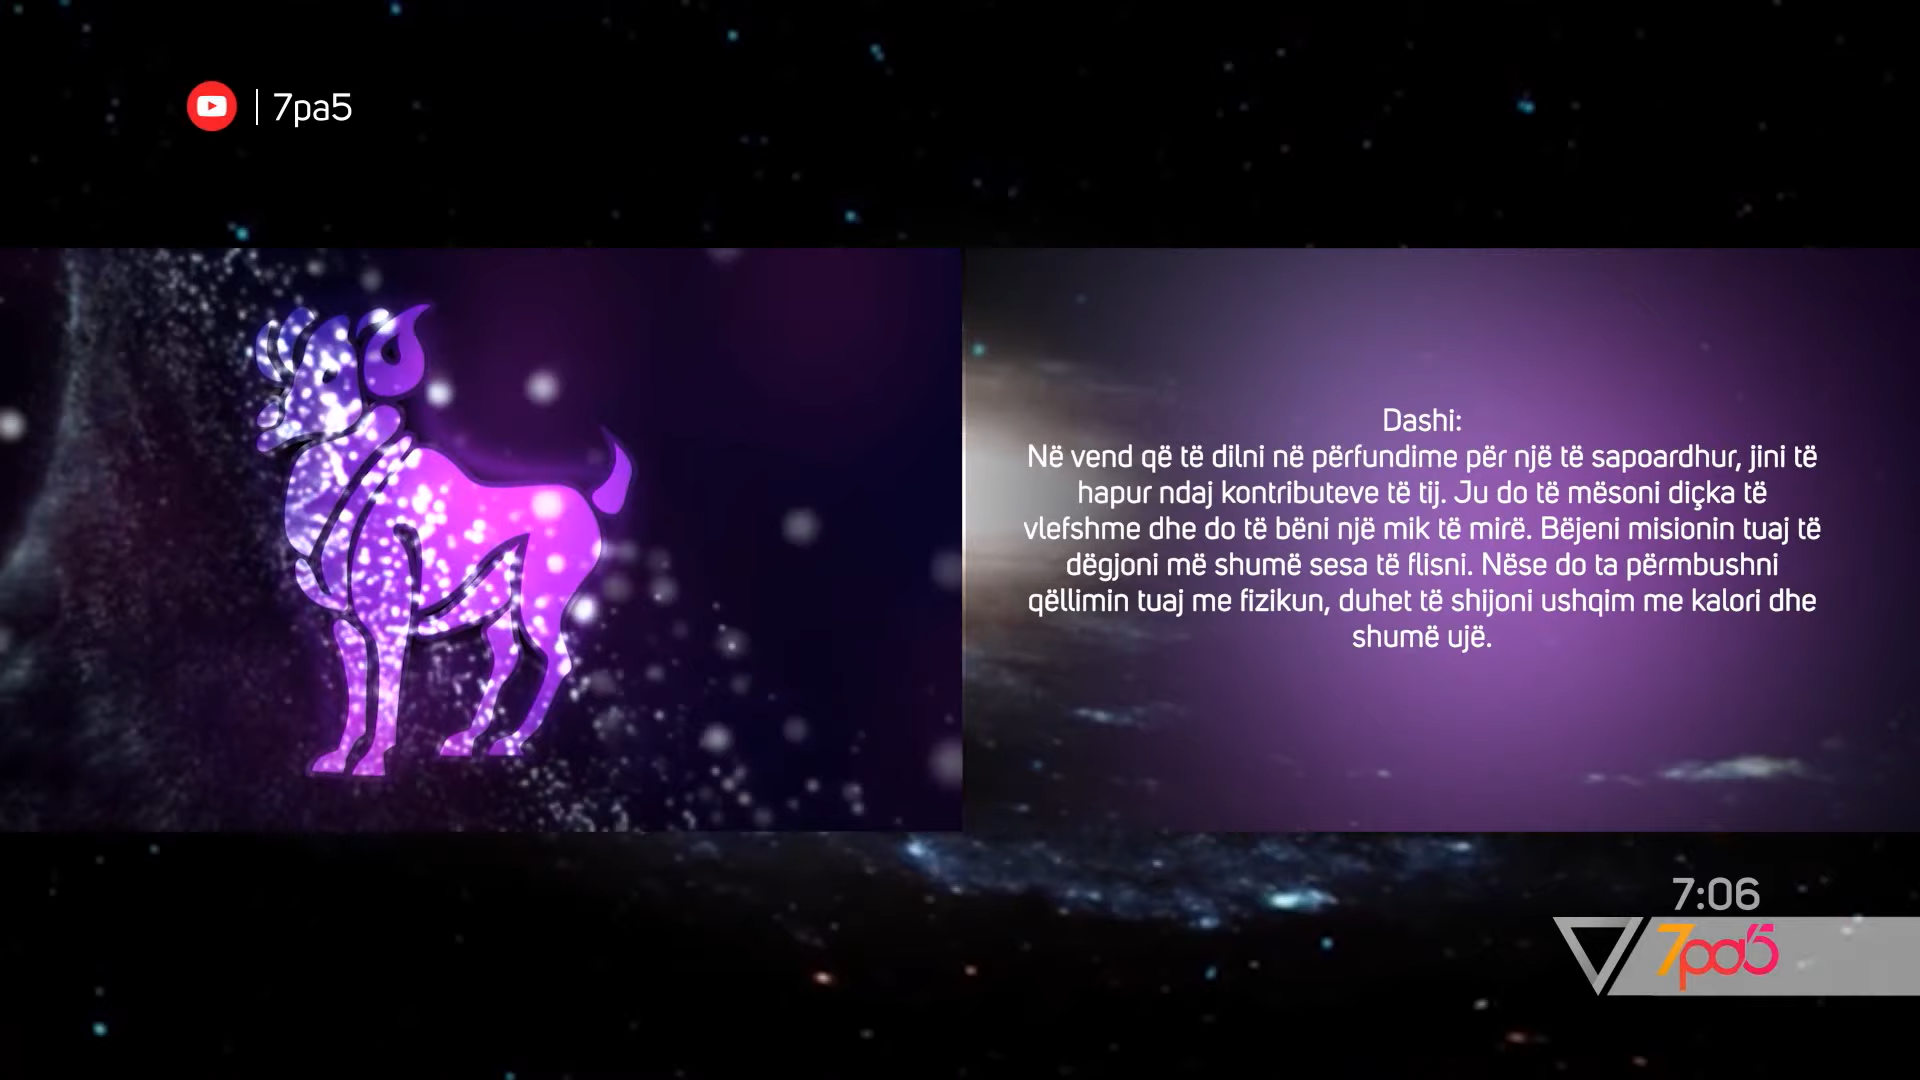 7pa5
Dashi:
Në vend që të dilni në përfundime për një të sapoardhur, jini të
hapur ndaj kontributeve të tij. Ju do të mësoni diçka të
vlefshme dhe do të bëni një mik të mirë. Bëjeni misionin tuaj të
dëgjoni më shumë sesa të flisni. Nëse do ta përmbushni
qëllimin tuaj me fizikun, duhet të shijoni ushqim me kalori dhe
shumë ujë.
7:06
7pa5